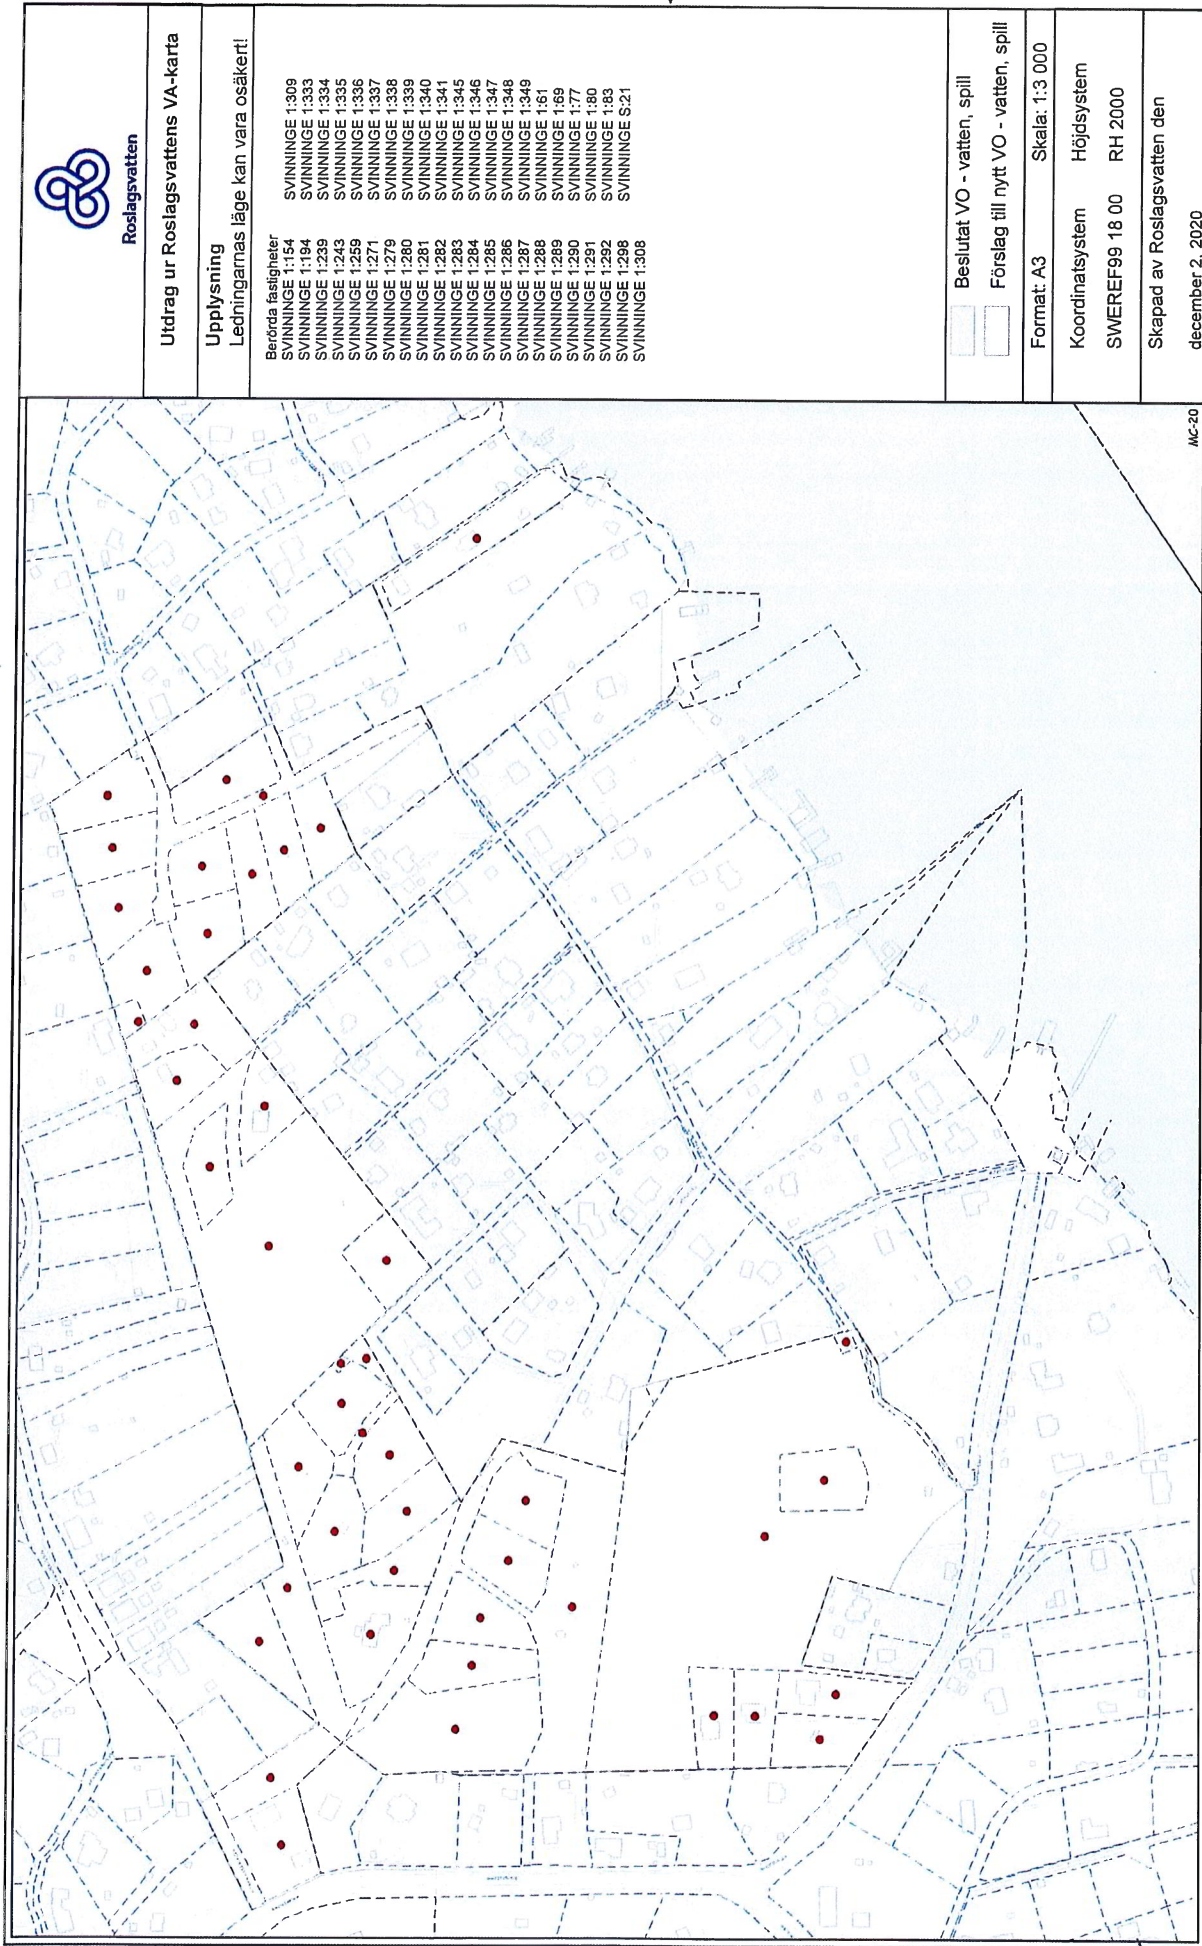 Roslagsvatten
Utdrag ur Roslagsvattens VA-karta
Upplysning
Ledningarnas läge kan vara osäkert!
Berörda fastigheter
SVINNINGE 1:154 SVINNINGE 1:309
SVINNINGE 1:194 SVINNINGE 1:333
SVINNINGE 1:239 SVINNINGE 1:334
SVINNINGE 1:243 SVINNINGE 1:335
SVINNINGE 1:259 SVINNINGE 1:336
SVINNINGE 1:271 SVINNINGE 1:337
SVINNINGE 1:279 SVINNINGE 1:338
SVINNINGE 1:280 SVINNINGE 1:339
SVINNINGE 1:281 SVINNINGE 1:340
SVINNINGE 1:282 SVINNINGE 1:341
SVINNINGE 1:283 SVINNINGE 1:345
SVINNINGE 1:284 SVINNINGE 1:346
SVINNINGE 1:285 SVINNINGE 1:347
SVINNINGE 1:286 SVINNINGE 1:348
SVINNINGE 1:287 SVINNINGE 1:349
SVINNINGE 1:288 SVINNINGE 1:61
SVINNINGE 1:289 SVINNINGE 1:69
SVINNINGE 1:290 SVINNINGE 1:77
SVINNINGE 1:291 SVINNINGE 1:80
SVINNINGE 1:292 SVINNINGE 1:83
SVINNINGE 1:298 SVINNINGE S:21
SVINNINGE 1:308
Beslutat VO - vatten, spill
Förslag till nytt VO - vatten, spill
Format: A3 Skala: 1:3 000
Koordinatsystem Höjdsystem
SWEREF99 18 00 RH 2000
Skapad av Roslagsvatten den
december 2, 2020
MC-20